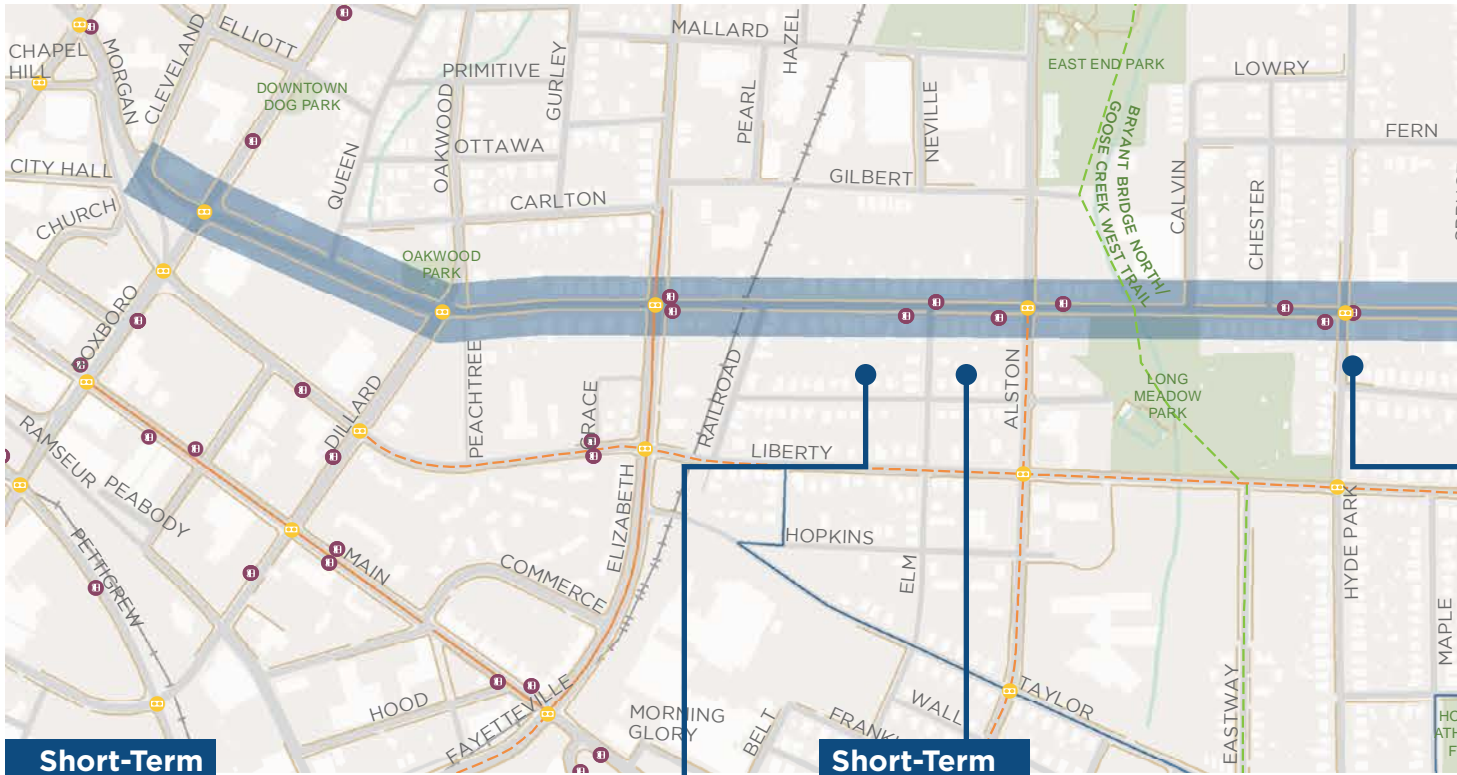 MALLARD
HAZEL
GURLEY
ELLIOTT
CLEVELAND
MORGAN
CHAPEL
HILL
PRIMITIVE
EAST END PARK
LOWRY
DOWNTOWN
DOG PARK
OAKWOOD
PEARL
NEVILLE
BRYANT BRIDGE NORTH/
GOOSE CREEK WEST TRAIL
FERN
OTTAWA
CITY HALL
QUEEN
GILBERT
CALVIN
CHESTER
CARLTON
CHURCH
OAKWOOD
PARK
OXBORO
DILLARD
PEACHTREE
GRACE
RAILROAD
ALSTON
LONG
MEADOW
PARK
RAMSEUR
PEABODY
LIBERTY
ELIZABETH
HOPKINS
ELM
HYDE PARK
MAPLE
PETTIGREW
MAIN
COMMERCE
HOOD
FAYETTEVILLE
MORNING
GLORY
BELT
WALL
TAYLOR
EASTWAY
Short-Term
Short-Term